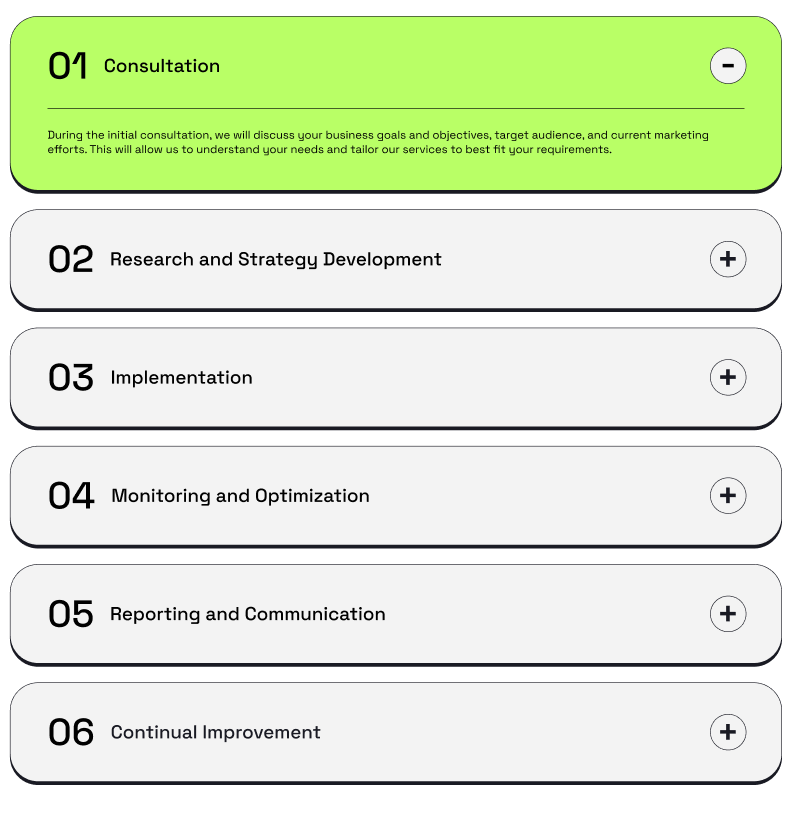 01 Consultation
During the initial consultation, we will discuss your business goals and objectives, target audience, and current marketing
efforts. This will allow us to understand your needs and tailor our services to best fit your requirements.
02 Research and Strategy Development
03 Implementation
04 Monitoring and Optimization
05 Reporting and Communication
06 Continual Improvement